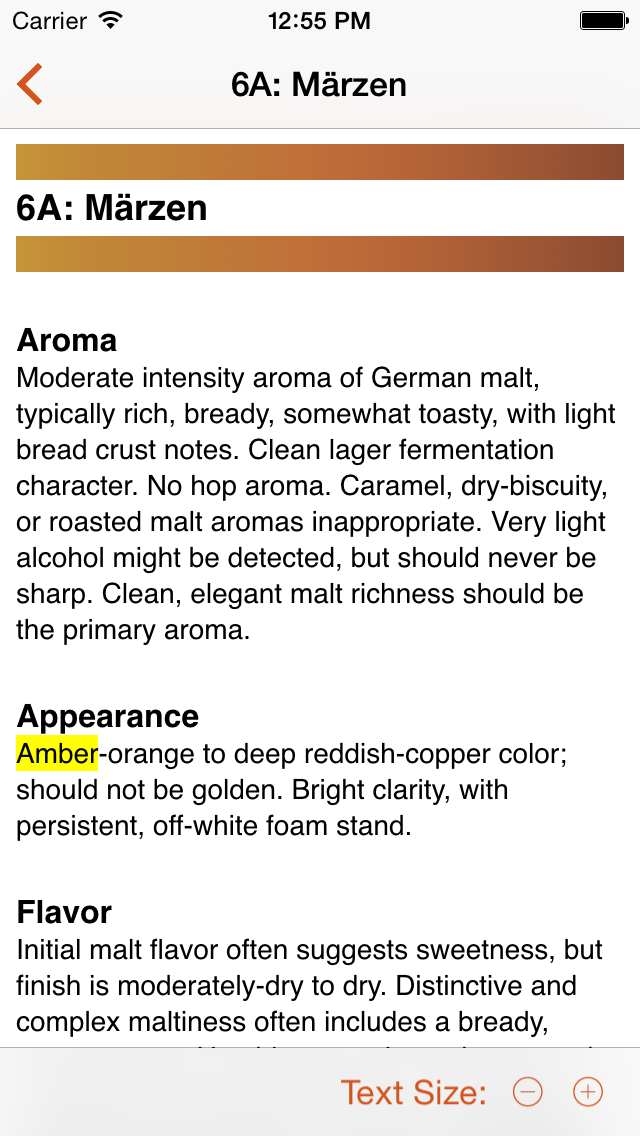 Carrier 12:55 PM
6A: Märzen
6A: Märzen
Aroma
Moderate intensity aroma of German malt,
typically rich, bready, somewhat toasty, with light
bread crust notes. Clean lager fermentation
character. No hop aroma. Caramel, dry-biscuity,
or roasted malt aromas inappropriate. Very light
alcohol might be detected, but should never be
sharp. Clean, elegant malt richness should be
the primary aroma.
Appearance
Amber-orange to deep reddish-copper color;
should not be golden. Bright clarity, with
persistent, off-white foam stand.
Flavor
Initial malt flavor often suggests sweetness, but
finish is moderately-dry to dry. Distinctive and
complex maltiness often includes a bready,
Text Size: